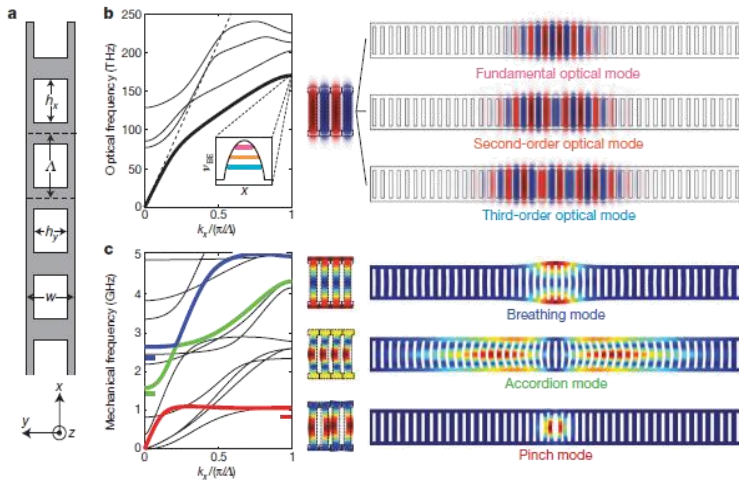 a
h_x
Λ
h_y
w
x
y
z
b
Optical frequency (THz)
250
200
150
100
50
0
0
0.5
1
k_x/(π/Λ)
ν_BE
x
Fundamental optical mode
Second-order optical mode
Third-order optical mode
c
Mechanical frequency (GHz)
5
4
3
2
1
0
0
0.5
1
k_x/(π/Λ)
Breathing mode
Accordion mode
Pinch mode